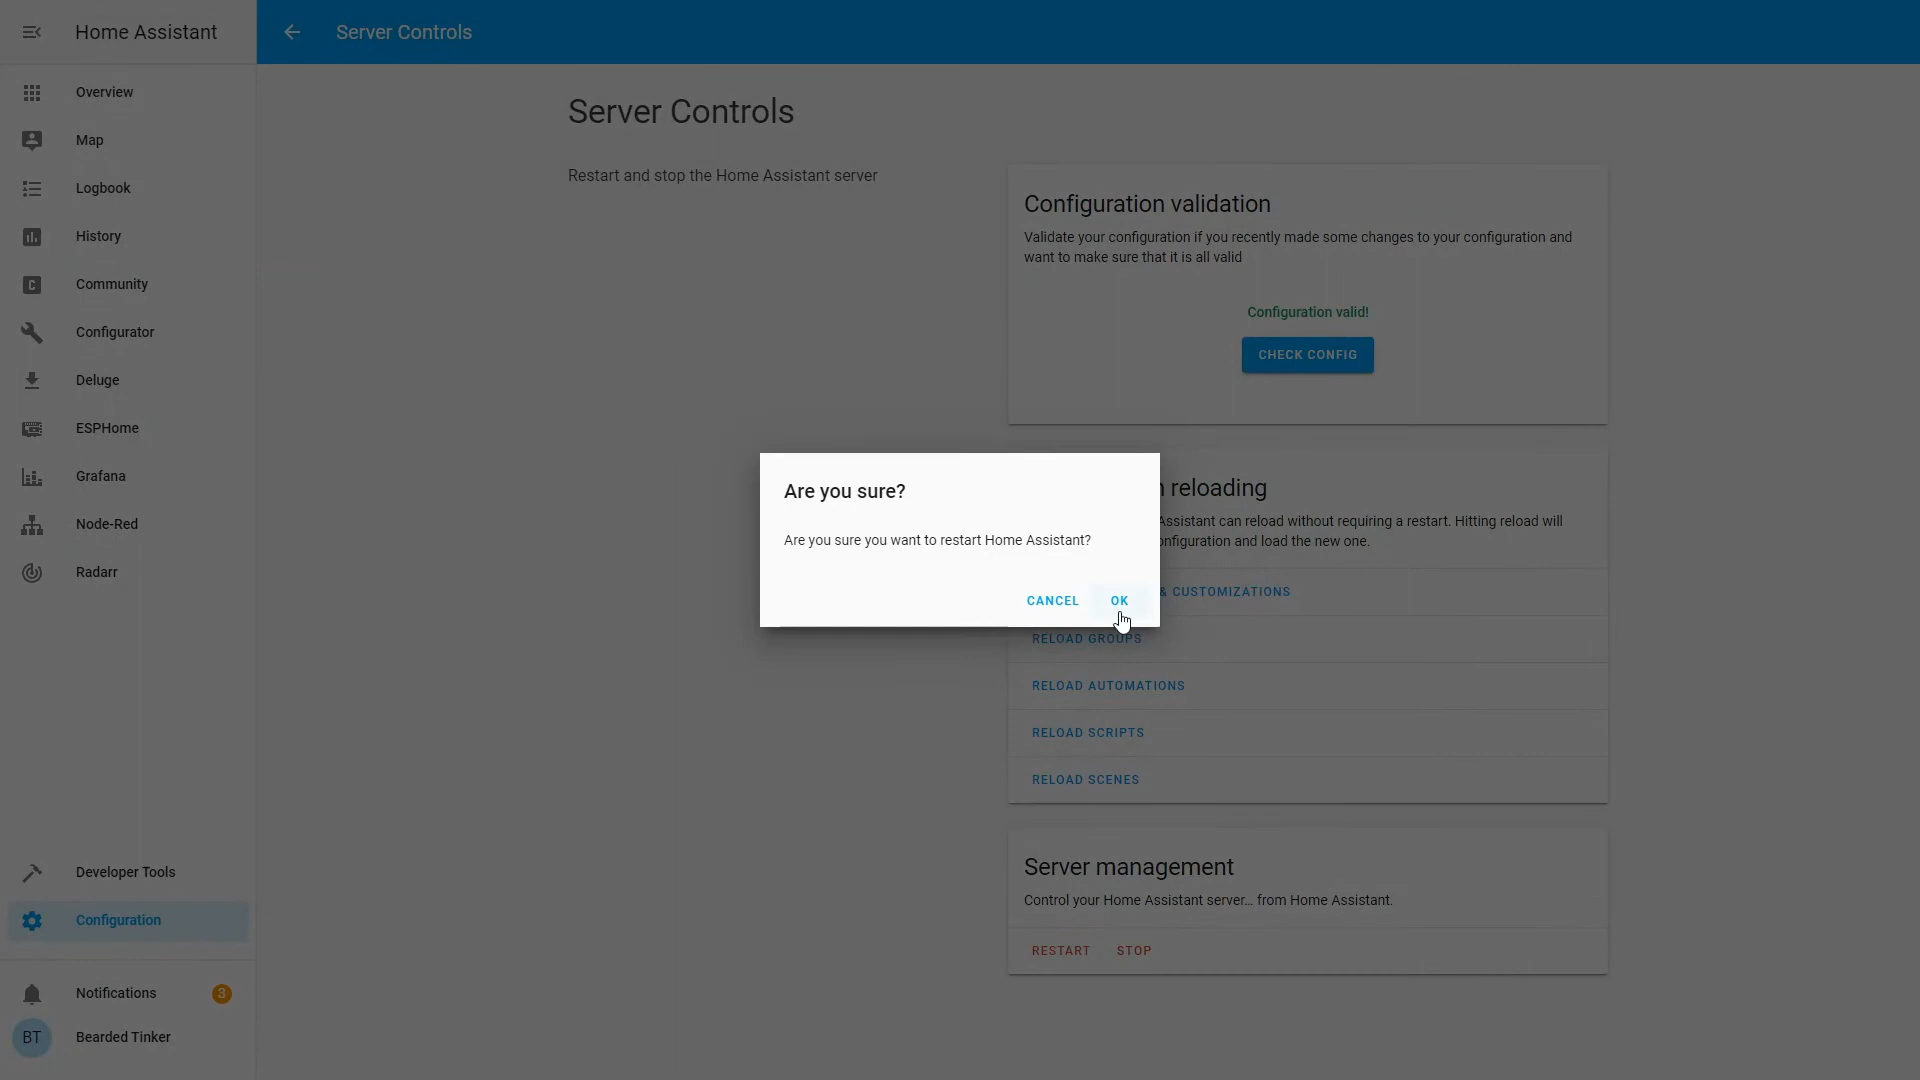 Home Assistant
Server Controls
Overview
Map
Logbook
History
Community
Configurator
Deluge
ESPHome
Grafana
Node-Red
Radarr
Developer Tools
Configuration
Notifications
3
BT
Bearded Tinker
Server Controls
Restart and stop the Home Assistant server
Configuration validation
Validate your configuration if you recently made some changes to your configuration and
want to make sure that it is all valid
Configuration valid!
CHECK CONFIG
Are you sure?
Are you sure you want to restart Home Assistant?
CANCEL
OK
reloading
Assistant can reload without requiring a restart. Hitting reload will
onfiguration and load the new one.
& CUSTOMIZATIONS
RELOAD GROUPS
RELOAD AUTOMATIONS
RELOAD SCRIPTS
RELOAD SCENES
Server management
Control your Home Assistant server... from Home Assistant.
RESTART
STOP